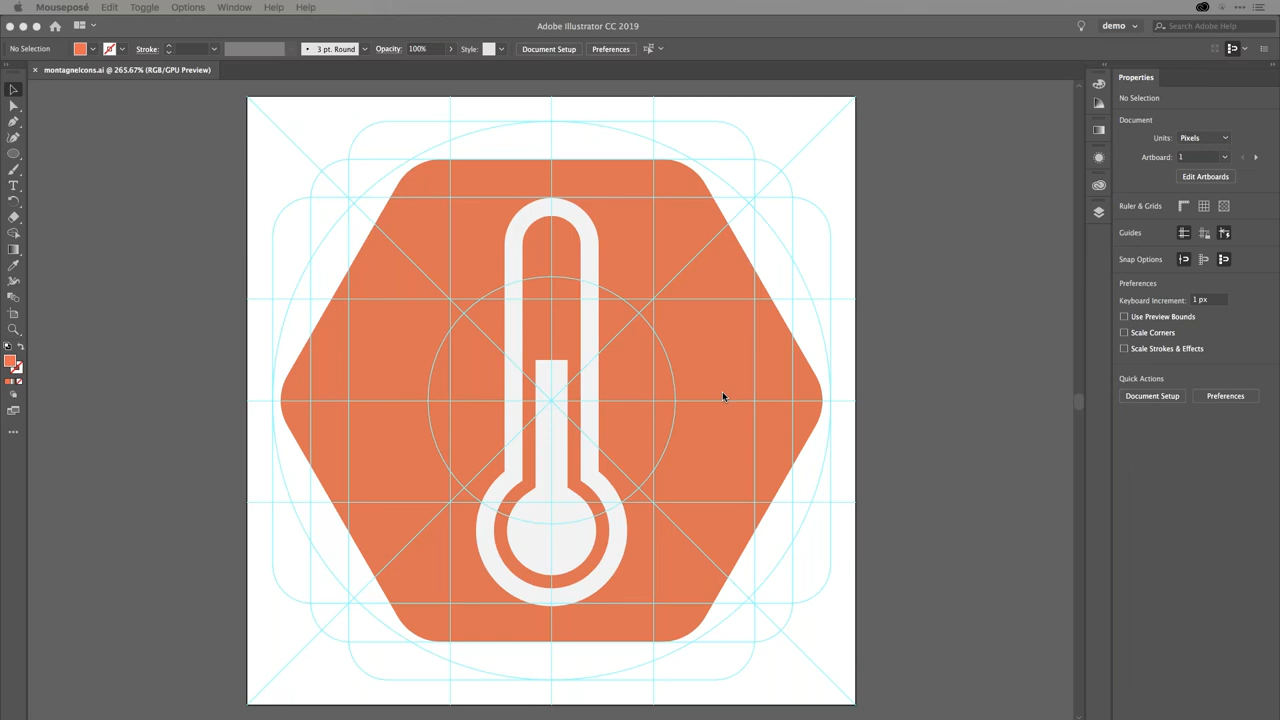 Mouseposé Edit Toggle Options Window Help Help
Adobe Illustrator CC 2019
demo
Search Adobe Help
No Selection
Stroke:
3 pt. Round
Opacity: 100%
Style:
Document Setup
Preferences
montagneIcons.ai @ 265.67% (RGB/GPU Preview)
Properties
No Selection
Document
Units: Pixels
Artboard: 1
Edit Artboards
Ruler & Grids
Guides
Snap Options
Preferences
Keyboard Increment: 1 px
Use Preview Bounds
Scale Corners
Scale Strokes & Effects
Quick Actions
Document Setup
Preferences